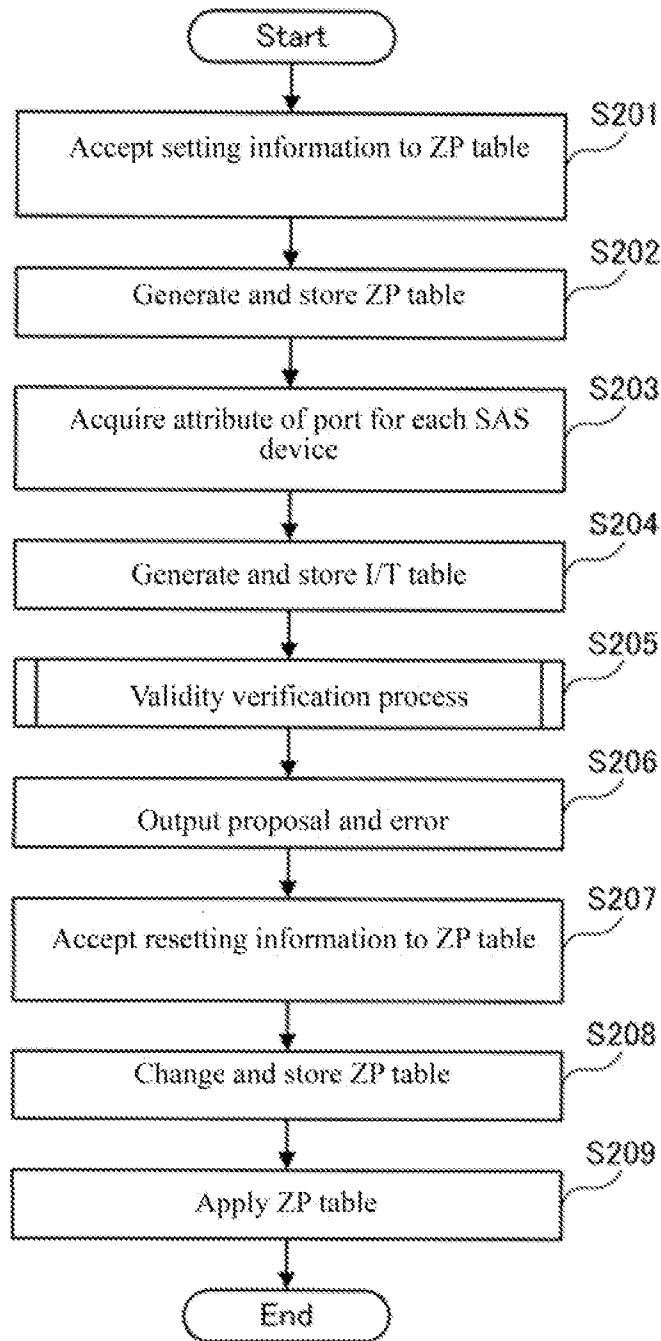 Start
S201
Accept setting information to ZP table
S202
Generate and store ZP table
S203
Acquire attribute of port for each SAS
device
S204
Generate and store I/T table
S205
Validity verification process
S206
Output proposal and error
S207
Accept resetting information to ZP table
S208
Change and store ZP table
S209
Apply ZP table
End